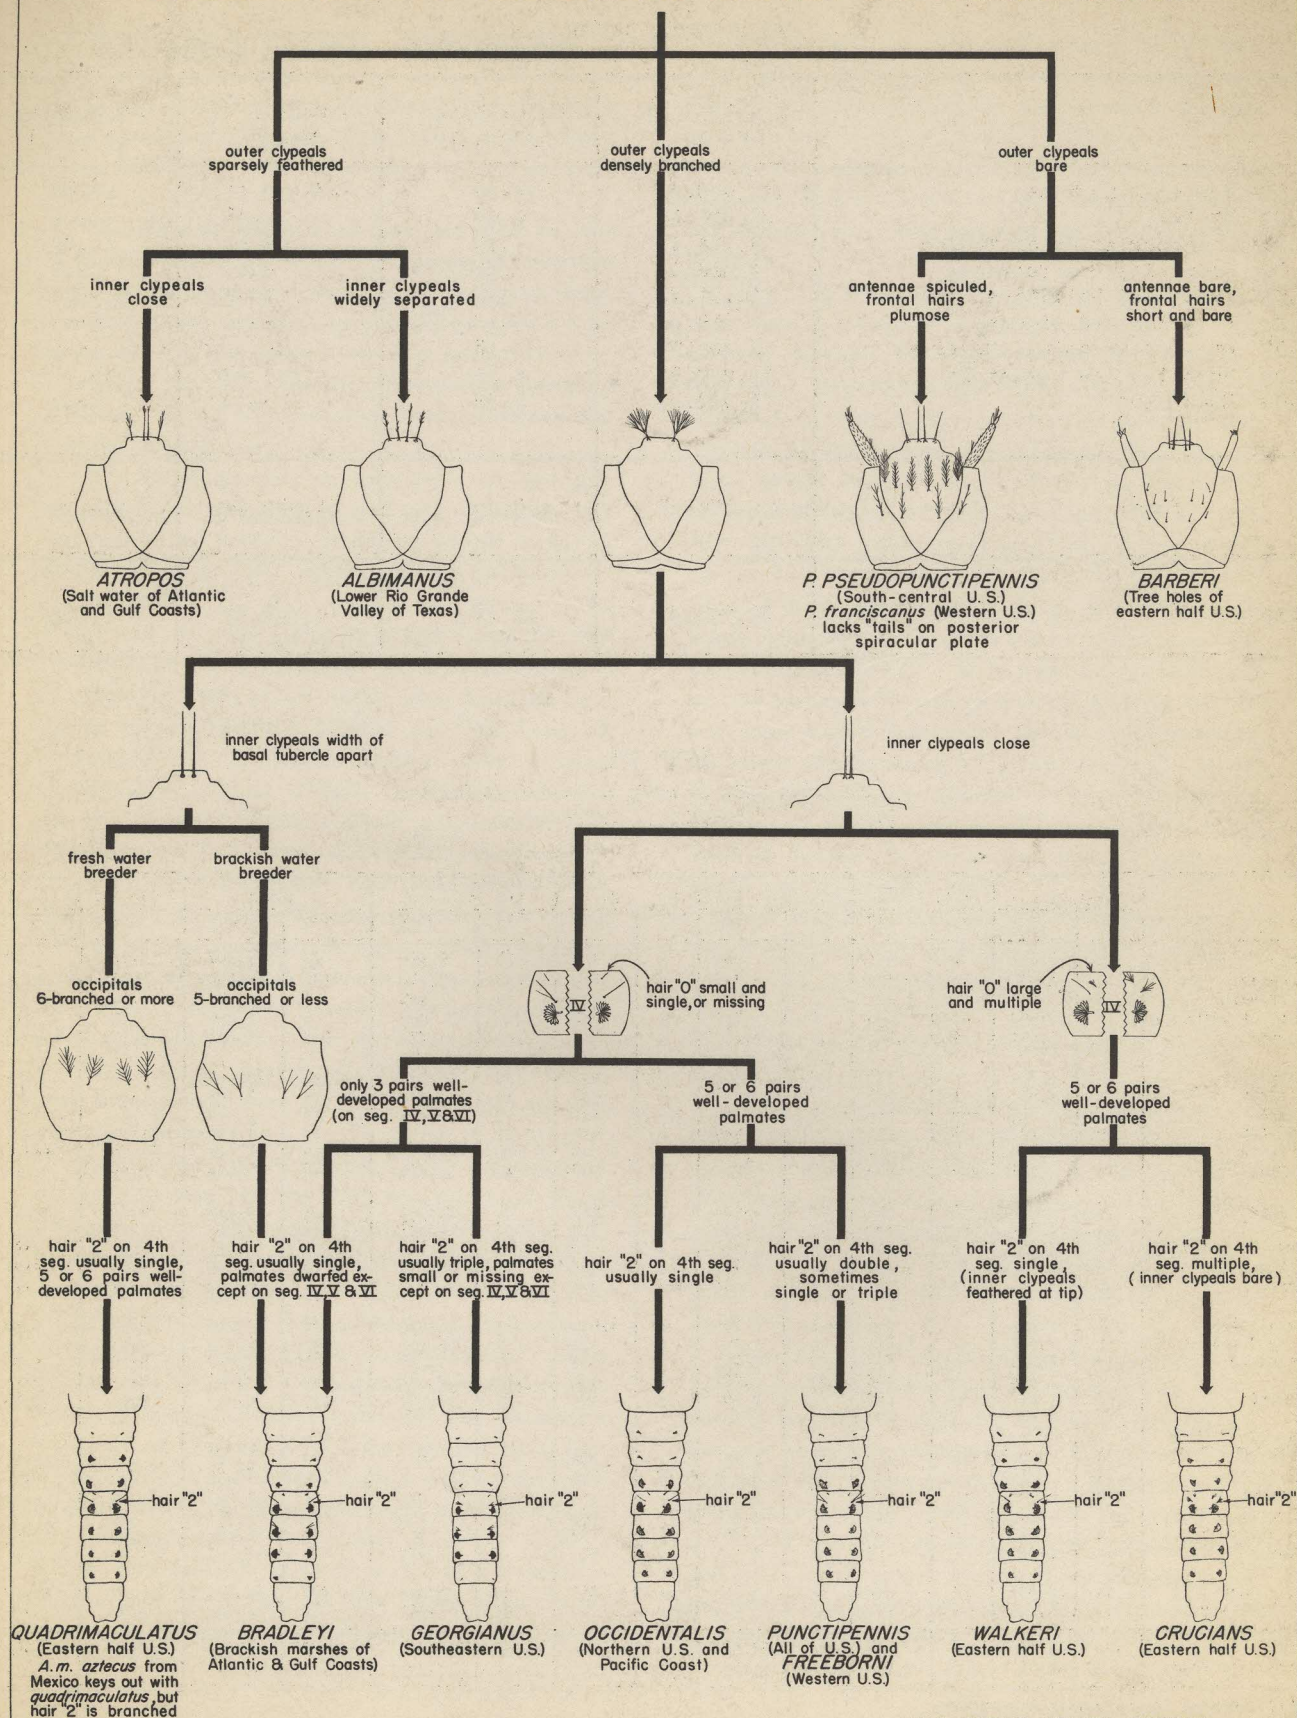 outer clypeals
sparsely feathered
outer clypeals
densely branched
outer clypeals
bare
inner clypeals
close
inner clypeals
widely separated
antennae spiculed,
frontal hairs
plumose
antennae bare,
frontal hairs
short and bare
ATROPOS
(Salt water of Atlantic
and Gulf Coasts)
ALBIMANUS
(Lower Rio Grande
Valley of Texas)
P. PSEUDOPUNCTIPENNIS
(South-central U. S.)
P. franciscanus (Western U.S.)
lacks "tails" on posterior
spiracular plate
BARBERI
(Tree holes of
eastern half U.S.)
inner clypeals width of
basal tubercle apart
inner clypeals close
fresh water
breeder
brackish water
breeder
occipitals
6-branched or more
occipitals
5-branched or less
IV
hair "O" small and
single, or missing
hair "O" large
and multiple
IV
only 3 pairs well-
developed palmates
(on seg. IV, V & VI)
5 or 6 pairs
well-developed
palmates
5 or 6 pairs
well-developed
palmates
hair "2" on 4th
seg. usually single,
5 or 6 pairs well-
developed palmates
hair "2" on 4th
seg. usually single,
palmates dwarfed ex-
cept on seg. IV, V & VI
hair "2" on 4th seg.
usually triple, palmates
small or missing ex-
cept on seg. IV, V & VI
hair "2" on 4th seg.
usually single
hair "2" on 4th seg.
usually double,
sometimes
single or triple
hair "2" on 4th
seg. single,
(inner clypeals
feathered at tip)
hair "2" on 4th
seg. multiple,
(inner clypeals bare)
hair "2"
hair "2"
hair "2"
hair "2"
hair "2"
hair "2"
hair "2"
QUADRIMACULATUS
(Eastern half U.S.)
A. m. aztecus from
Mexico keys out with
quadrimaculatus, but
hair "2" is branched
BRADLEYI
(Brackish marshes of
Atlantic & Gulf Coasts)
GEORGIANUS
(Southeastern U.S.)
OCCIDENTALIS
(Northern U.S. and
Pacific Coast)
PUNCTIPENNIS
(All of U.S.) and
FREEBORNI
(Western U.S.)
WALKERI
(Eastern half U.S.)
CRUCIANS
(Eastern half U.S.)